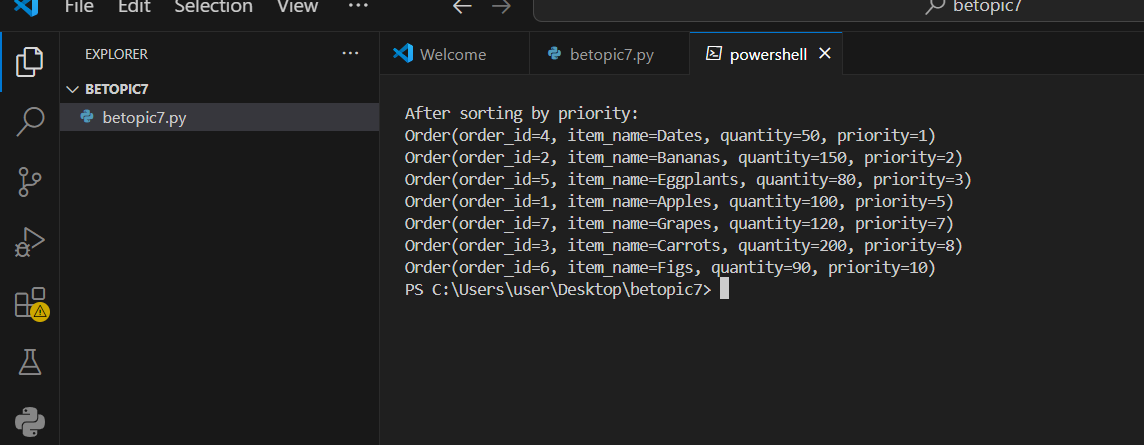 File Edit Selection View ··· ← → betopic7
EXPLORER ···
BETOPIC7
betopic7.py
Welcome betopic7.py powershell
After sorting by priority:
Order(order_id=4, item_name=Dates, quantity=50, priority=1)
Order(order_id=2, item_name=Bananas, quantity=150, priority=2)
Order(order_id=5, item_name=Eggplants, quantity=80, priority=3)
Order(order_id=1, item_name=Apples, quantity=100, priority=5)
Order(order_id=7, item_name=Grapes, quantity=120, priority=7)
Order(order_id=3, item_name=Carrots, quantity=200, priority=8)
Order(order_id=6, item_name=Figs, quantity=90, priority=10)
PS C:\Users\user\Desktop\betopic7>